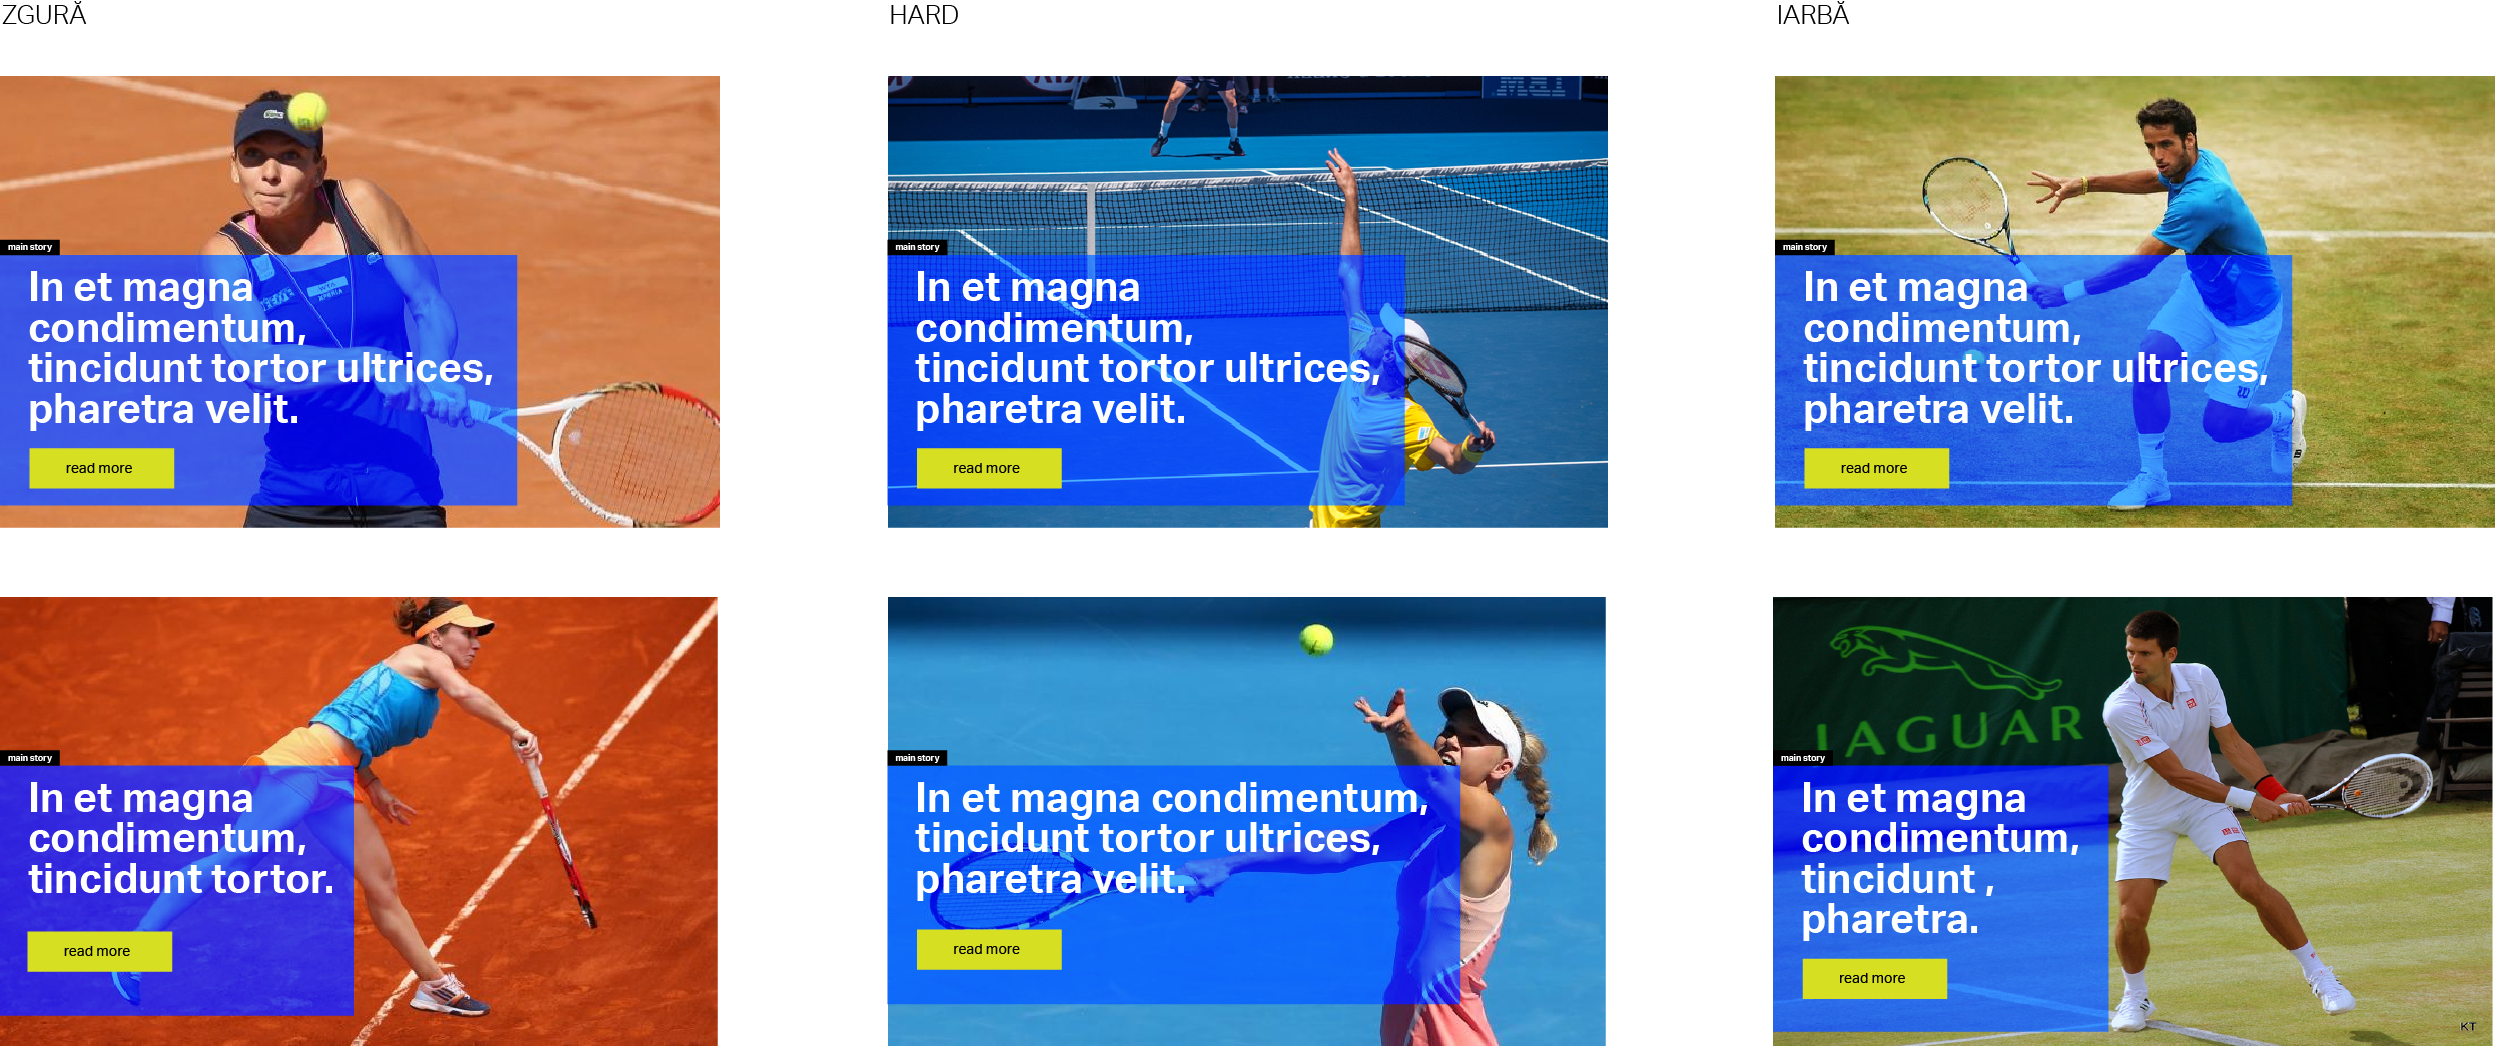 ZGURĂ
HARD
IARBĂ
main story
In et magna
condimentum,
tincidunt tortor ultrices,
pharetra velit.
read more
main story
In et magna
condimentum,
tincidunt tortor ultrices,
pharetra velit.
read more
main story
In et magna
condimentum,
tincidunt tortor ultrices,
pharetra velit.
read more
main story
In et magna
condimentum,
tincidunt tortor.
read more
main story
In et magna condimentum,
tincidunt tortor ultrices,
pharetra velit.
read more
JAGUAR
main story
In et magna
condimentum,
tincidunt ,
pharetra.
read more
KT